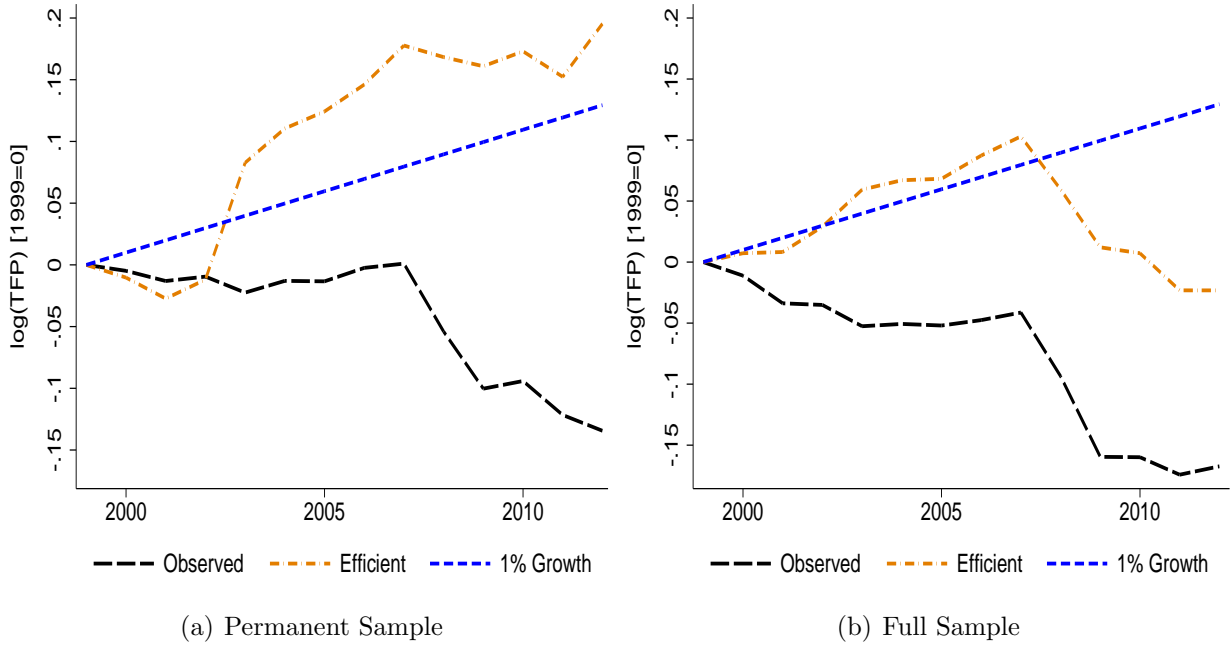 log(TFP) [1999=0]
.2
.15
.1
.05
0
-.05
-.1
-.15
2000 2005 2010
Observed Efficient 1% Growth
(a) Permanent Sample
log(TFP) [1999=0]
.2
.15
.1
.05
0
-.05
-.1
-.15
2000 2005 2010
Observed Efficient 1% Growth
(b) Full Sample